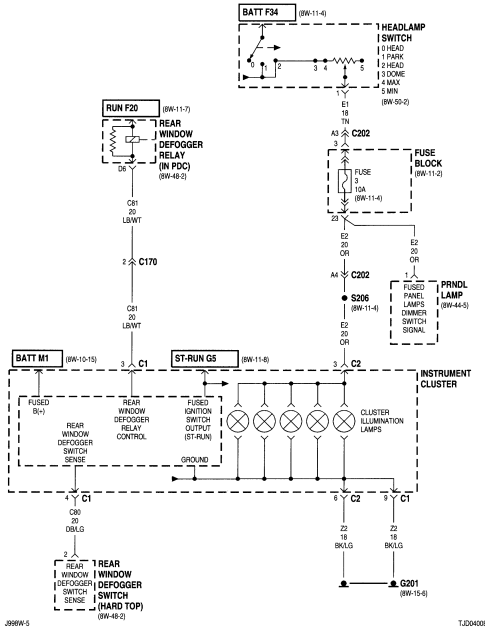 BATT F34 (8W-11-4)
HEADLAMP
SWITCH
0 HEAD
1 PARK
2 HEAD
3 DOME
4 MAX
5 MIN
(8W-50-2)
0 1 2 3 4 5
1
E1
18
TN
A3 C202
3
FUSE
BLOCK
(8W-11-2)
FUSE
3
10A
(8W-11-4)
23
RUN F20 (8W-11-7)
REAR
WINDOW
DEFOGGER
RELAY
(IN PDC)
(8W-48-2)
D6
C81
20
LB/WT
2 C170
C81
20
LB/WT
E2
20
OR
E2
20
OR
A4 C202
1
S206
(8W-11-4)
FUSED
PANEL
LAMPS
DIMMER
SWITCH
SIGNAL
PRNDL
LAMP
(8W-44-5)
E2
20
OR
BATT M1 (8W-10-15)
3 C1
ST-RUN G5 (8W-11-8)
3 C2
INSTRUMENT
CLUSTER
FUSED
B(+)
REAR
WINDOW
DEFOGGER
RELAY
CONTROL
FUSED
IGNITION
SWITCH
OUTPUT
(ST-RUN)
REAR
WINDOW
DEFOGGER
SWITCH
SENSE
GROUND
CLUSTER
ILLUMINATION
LAMPS
4 C1
6 C2
9 C1
C80
20
DB/LG
Z2
18
BK/LG
Z2
18
BK/LG
2
REAR
WINDOW
DEFOGGER
SWITCH
SENSE
REAR
WINDOW
DEFOGGER
SWITCH
(HARD TOP)
(8W-48-2)
G201
(8W-15-6)
J998W-5
TJD04008